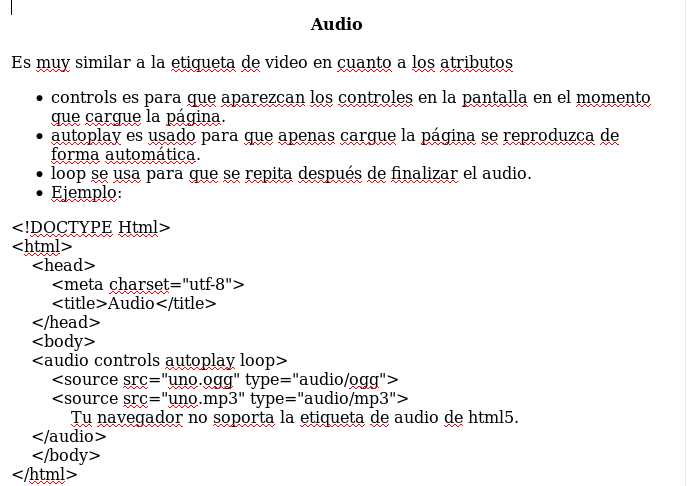 Audio
Es muy similar a la etiqueta de video en cuanto a los atributos
• controls es para que aparezcan los controles en la pantalla en el momento
que cargue la página.
• autoplay es usado para que apenas cargue la página se reproduzca de
forma automática.
• loop se usa para que se repita después de finalizar el audio.
• Ejemplo:
<!DOCTYPE Html>
<html>
<head>
<meta charset="utf-8">
<title>Audio</title>
</head>
<body>
<audio controls autoplay loop>
<source src="uno.ogg" type="audio/ogg">
<source src="uno.mp3" type="audio/mp3">
Tu navegador no soporta la etiqueta de audio de html5.
</audio>
</body>
</html>